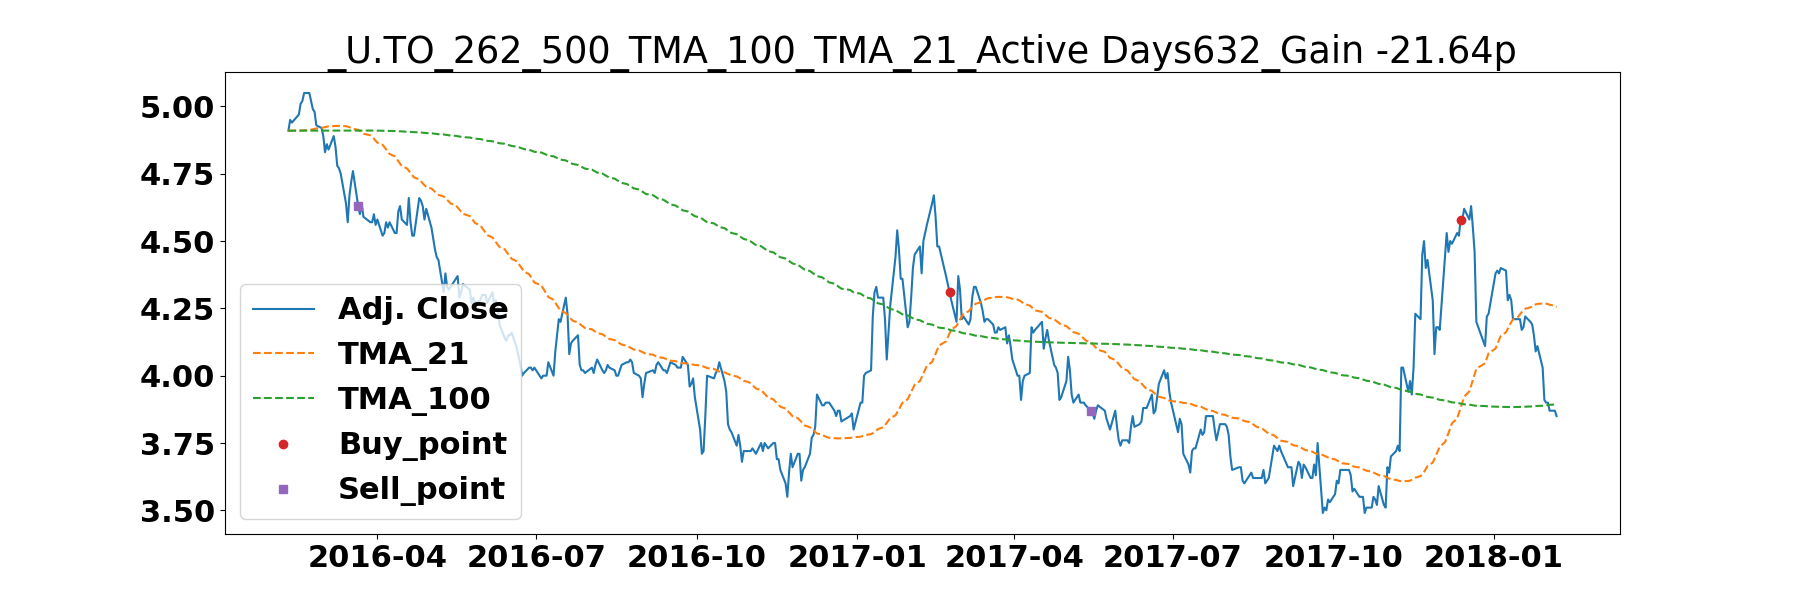 _U.TO_262_500_TMA_100_TMA_21_Active Days632_Gain -21.64p
5.00
4.75
4.50
4.25
4.00
3.75
3.50
Adj. Close
TMA_21
TMA_100
Buy_point
Sell_point
2016-04 2016-07 2016-10 2017-01 2017-04 2017-07 2017-10 2018-01